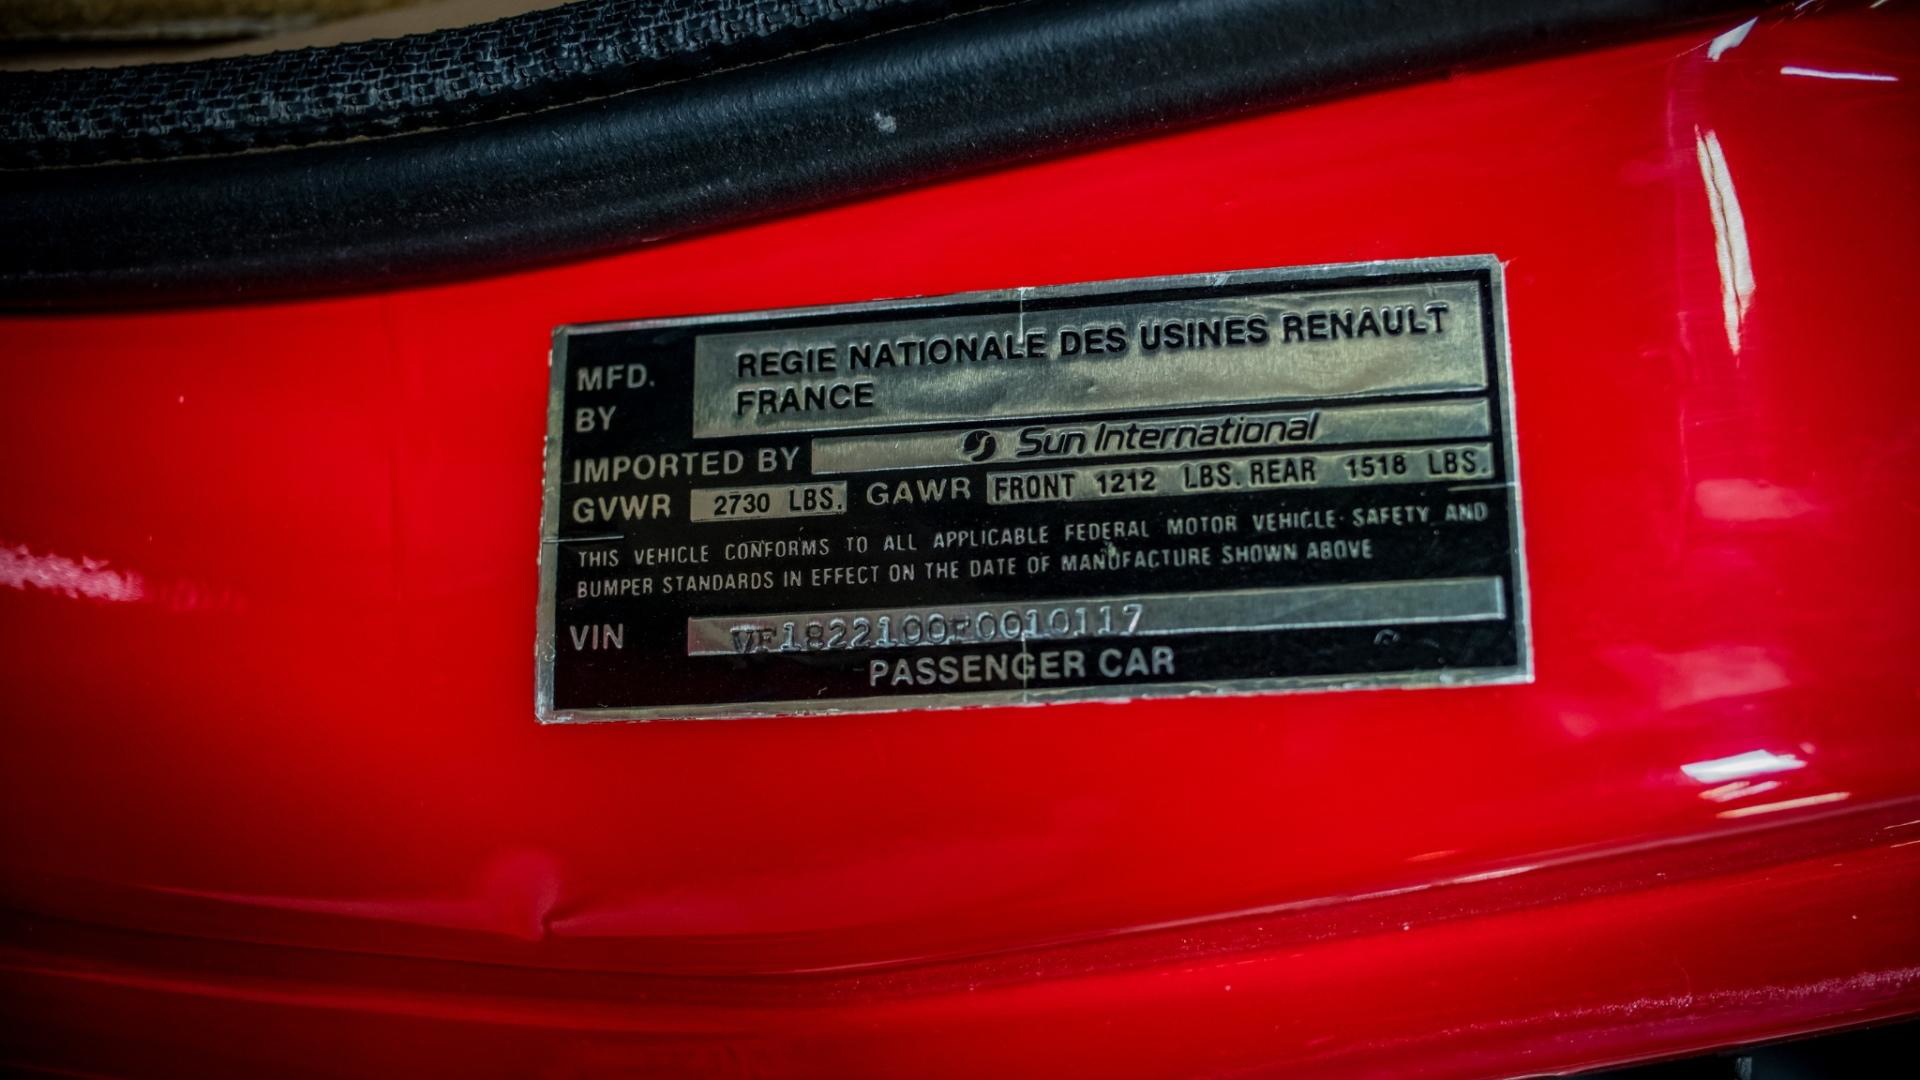 MFD. BY REGIE NATIONALE DES USINES RENAULT
FRANCE
IMPORTED BY Sun International
GVWR 2730 LBS. GAWR FRONT 1212 LBS. REAR 1518 LBS.
THIS VEHICLE CONFORMS TO ALL APPLICABLE FEDERAL MOTOR VEHICLE SAFETY AND
BUMPER STANDARDS IN EFFECT ON THE DATE OF MANUFACTURE SHOWN ABOVE
VIN
PASSENGER CAR